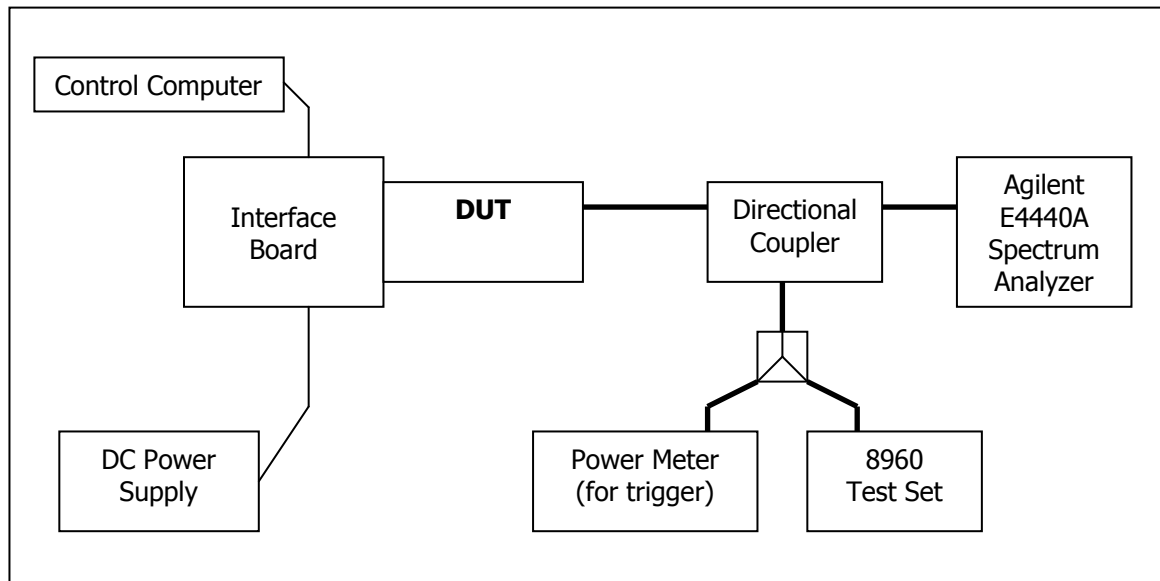 Control Computer
Interface
Board
DUT
Directional
Coupler
Agilent
E4440A
Spectrum
Analyzer
DC Power
Supply
Power Meter
(for trigger)
8960
Test Set